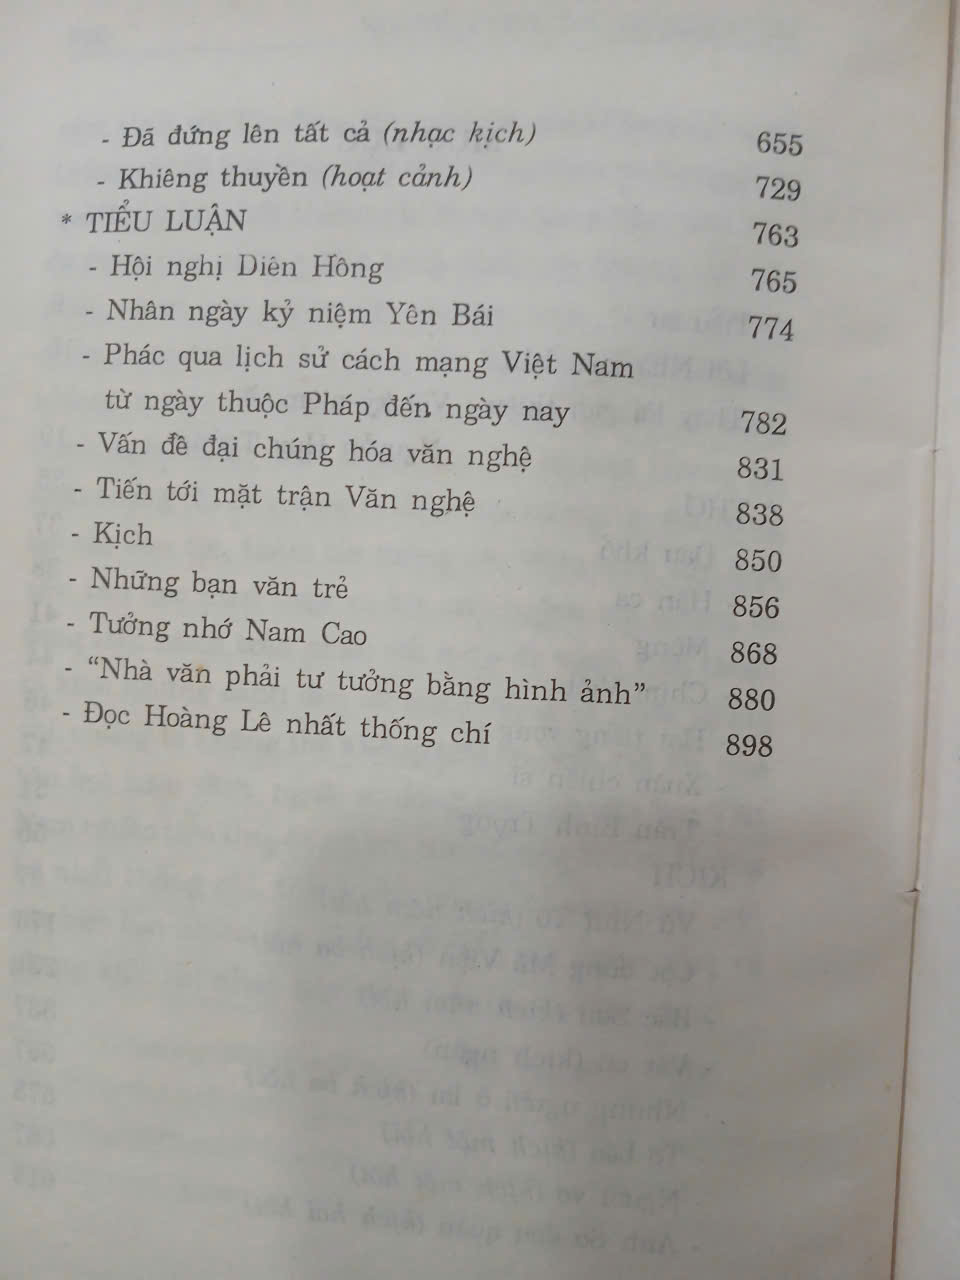 - Đã đứng lên tất cả (nhạc kịch) 655
- Khiêng thuyền (hoạt cảnh) 729
* TIỂU LUẬN 763
- Hội nghị Diên Hồng 765
- Nhân ngày kỷ niệm Yên Bái 774
- Phác qua lịch sử cách mạng Việt Nam
từ ngày thuộc Pháp đến ngày nay 782
- Vấn đề đại chúng hóa văn nghệ 831
- Tiến tới mặt trận Văn nghệ 838
- Kịch 850
- Những bạn văn trẻ 856
- Tưởng nhớ Nam Cao 868
- “Nhà văn phải tư tưởng bằng hình ảnh” 880
- Đọc Hoàng Lê nhất thống chí 898